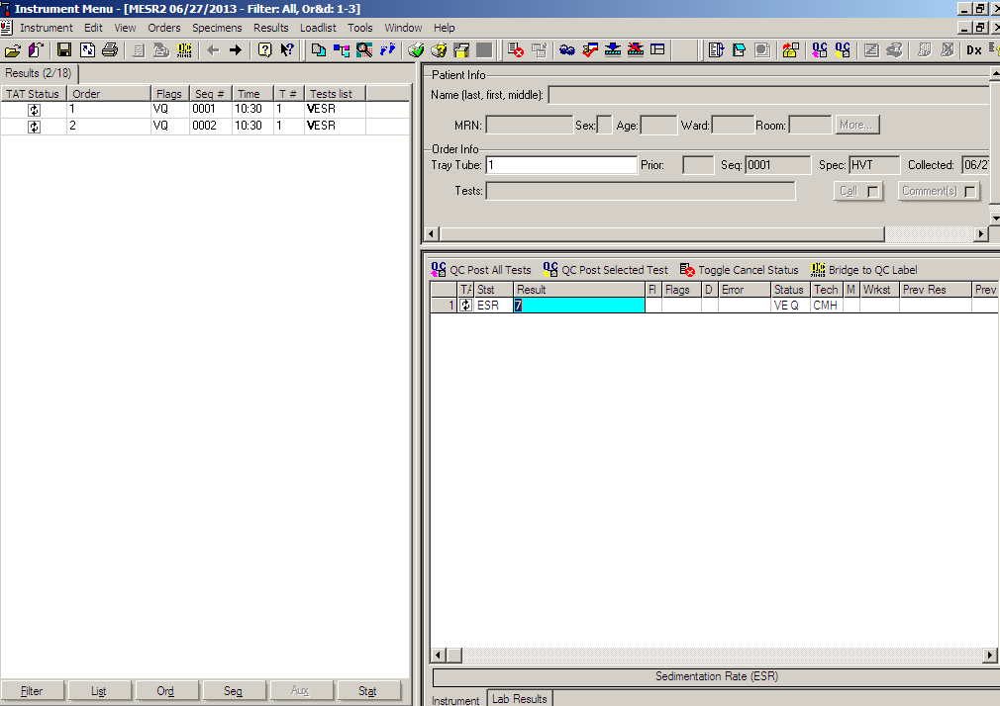 Instrument Menu - [MESR2 06/27/2013 - Filter: All, Or&d: 1-3]
Instrument Edit View Orders Specimens Results Loadlist Tools Window Help
Dx
Results (2/18)
TAT Status Order Flags Seq # Time T # Tests list
1 VQ 0001 10:30 1 VESR
2 VQ 0002 10:30 1 VESR
Filter List Ord Seq Aux Stat
Patient Info
Name (last, first, middle):
MRN: Sex: Age: Ward: Room: More...
Order Info
Tray Tube: 1 Prior: Seq: 0001 Spec: HVT Collected: 06/2
Tests: Call Comment(s)
QC Post All Tests QC Post Selected Test Toggle Cancel Status Bridge to QC Label
TA Stst Result Fl Flags D Error Status Tech M Wrkst Prev Res Prev
1 ESR 7 VE Q CMH
Sedimentation Rate (ESR)
Instrument Lab Results